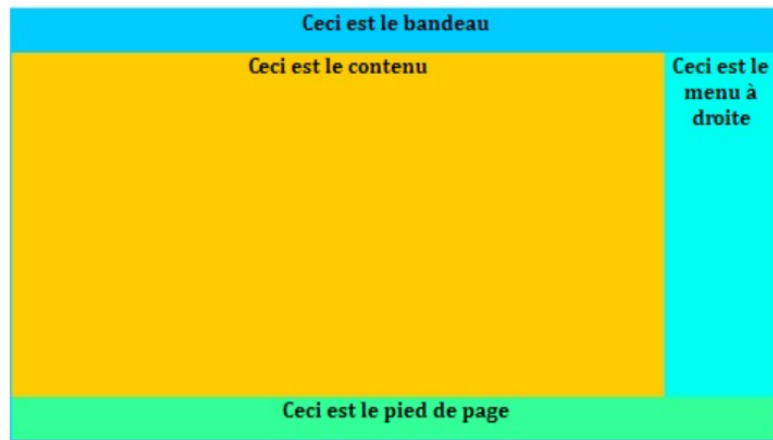 Ceci est le bandeau
Ceci est le contenu
Ceci est le
menu à
droite
Ceci est le pied de page